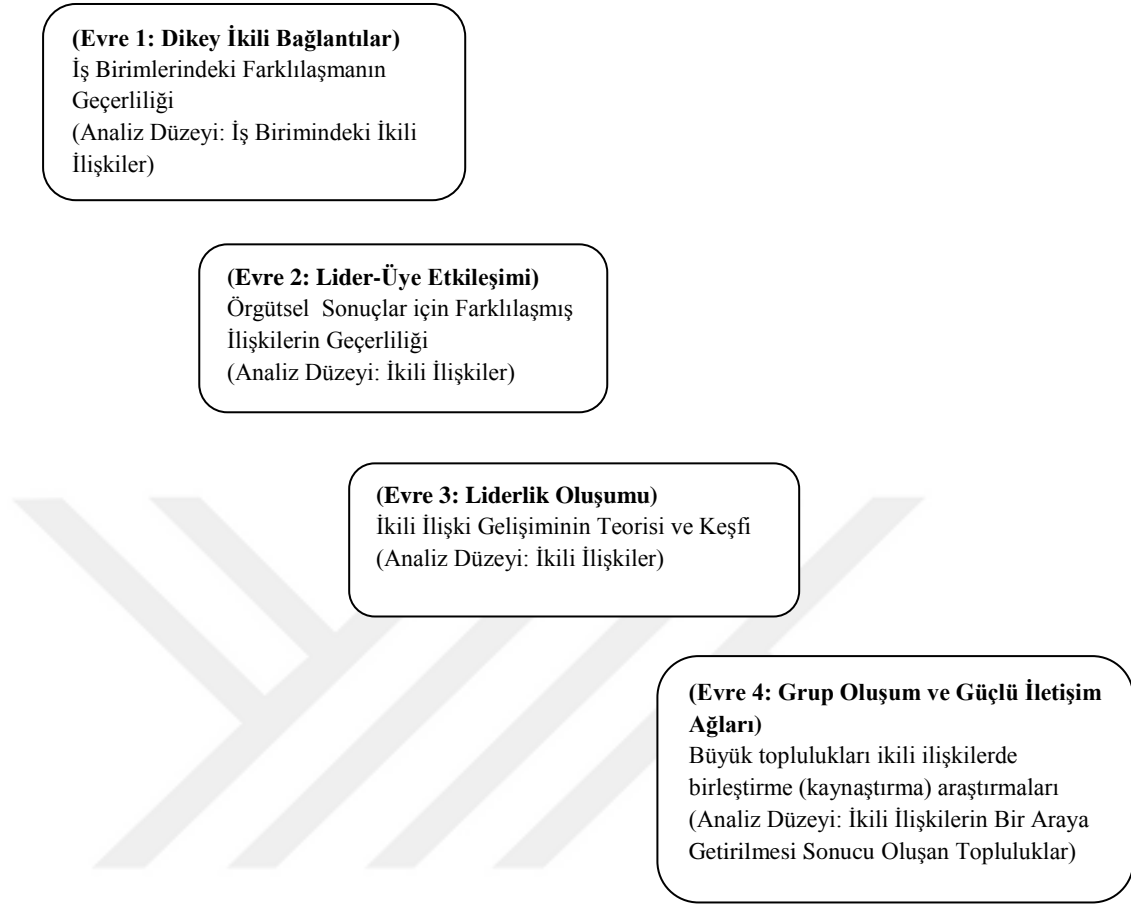 (Evre 1: Dikey İkili Bağlantılar)
İş Birimlerindeki Farklılaşmanın
Geçerliliği
(Analiz Düzeyi: İş Birimindeki İkili
İlişkiler)
(Evre 2: Lider-Üye Etkileşimi)
Örgütsel Sonuçlar için Farklılaşmış
İlişkilerin Geçerliliği
(Analiz Düzeyi: İkili İlişkiler)
(Evre 3: Liderlik Oluşumu)
İkili İlişki Gelişiminin Teorisi ve Keşfi
(Analiz Düzeyi: İkili İlişkiler)
(Evre 4: Grup Oluşum ve Güçlü İletişim
Ağları)
Büyük toplulukları ikili ilişkilerde
birleştirme (kaynaştırma) araştırmaları
(Analiz Düzeyi: İkili İlişkilerin Bir Araya
Getirilmesi Sonucu Oluşan Topluluklar)